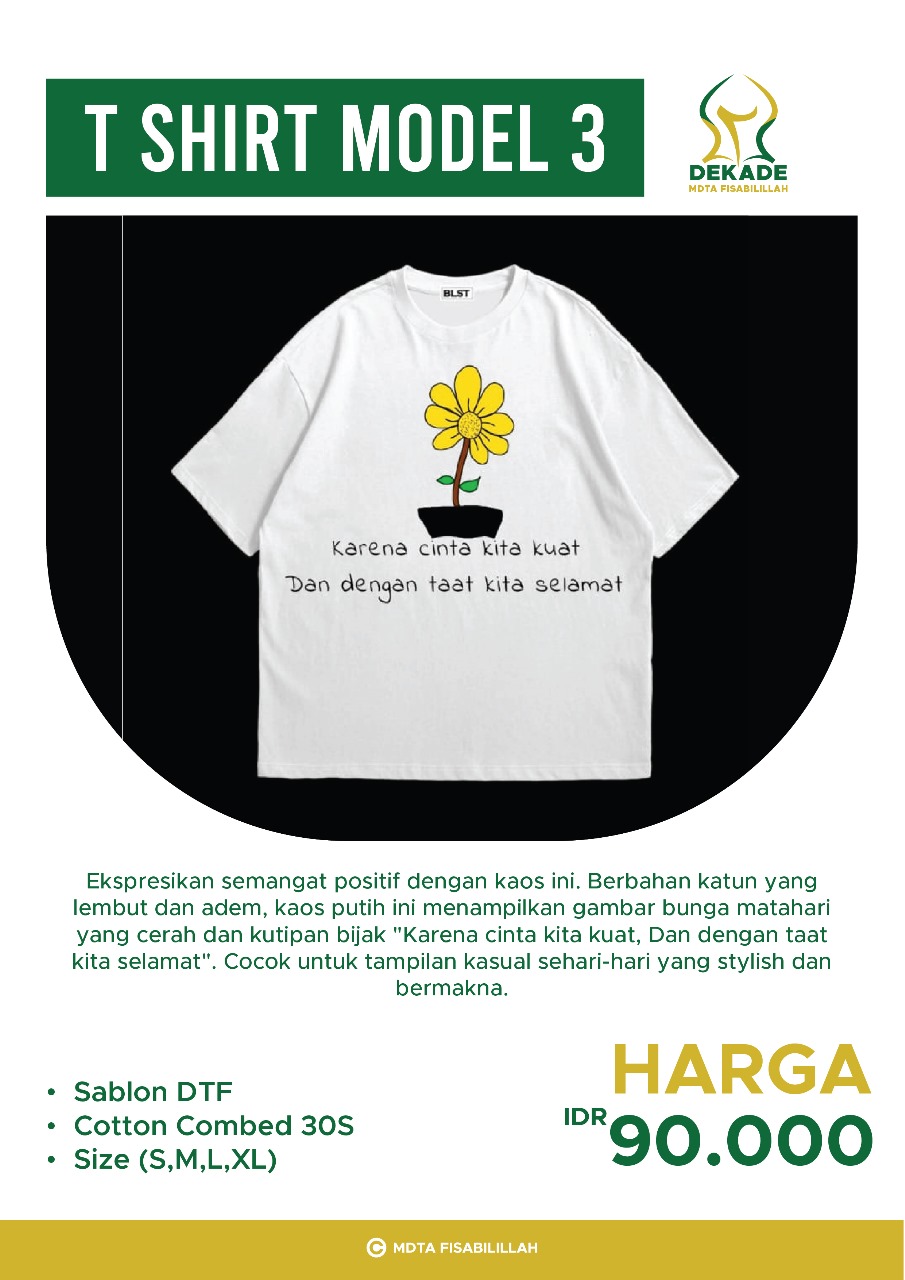 T SHIRT MODEL 3
DEKADE
MDTA FISABILILLAH
BLST
Karena cinta kita kuat
Dan dengan taat kita selamat
Ekspresikan semangat positif dengan kaos ini. Berbahan katun yang
lembut dan adem, kaos putih ini menampilkan gambar bunga matahari
yang cerah dan kutipan bijak "Karena cinta kita kuat, Dan dengan taat
kita selamat". Cocok untuk tampilan kasual sehari-hari yang stylish dan
bermakna.
• Sablon DTF
• Cotton Combed 30S
• Size (S,M,L,XL)
HARGA
IDR 90.000
© MDTA FISABILILLAH